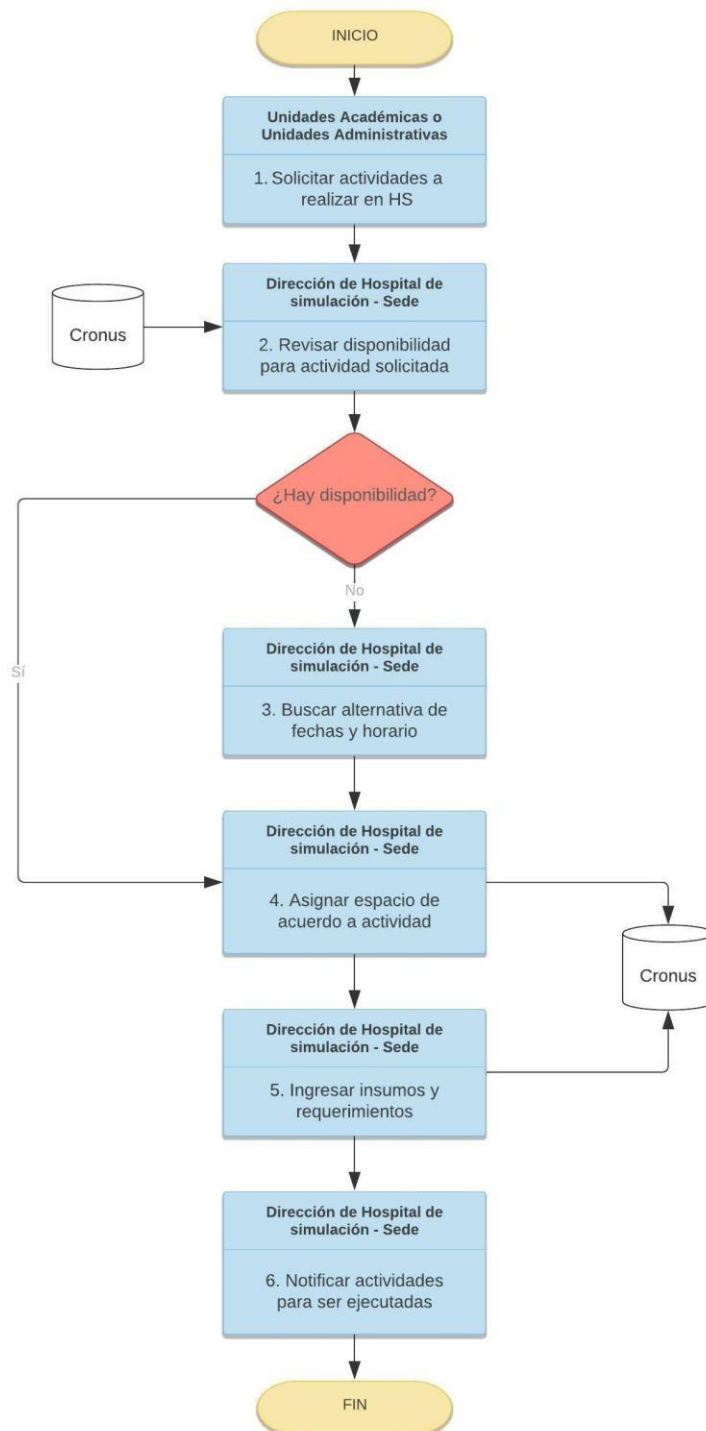 INICIO
Unidades Académicas o
Unidades Administrativas
1. Solicitar actividades a
realizar en HS
Dirección de Hospital de
simulación - Sede
Cronus
2. Revisar disponibilidad
para actividad solicitada
¿Hay disponibilidad?
No
Sí
Dirección de Hospital de
simulación - Sede
3. Buscar alternativa de
fechas y horario
Dirección de Hospital de
simulación - Sede
4. Asignar espacio de
acuerdo a actividad
Cronus
Dirección de Hospital de
simulación - Sede
5. Ingresar insumos y
requerimientos
Dirección de Hospital de
simulación - Sede
6. Notificar actividades
para ser ejecutadas
FIN